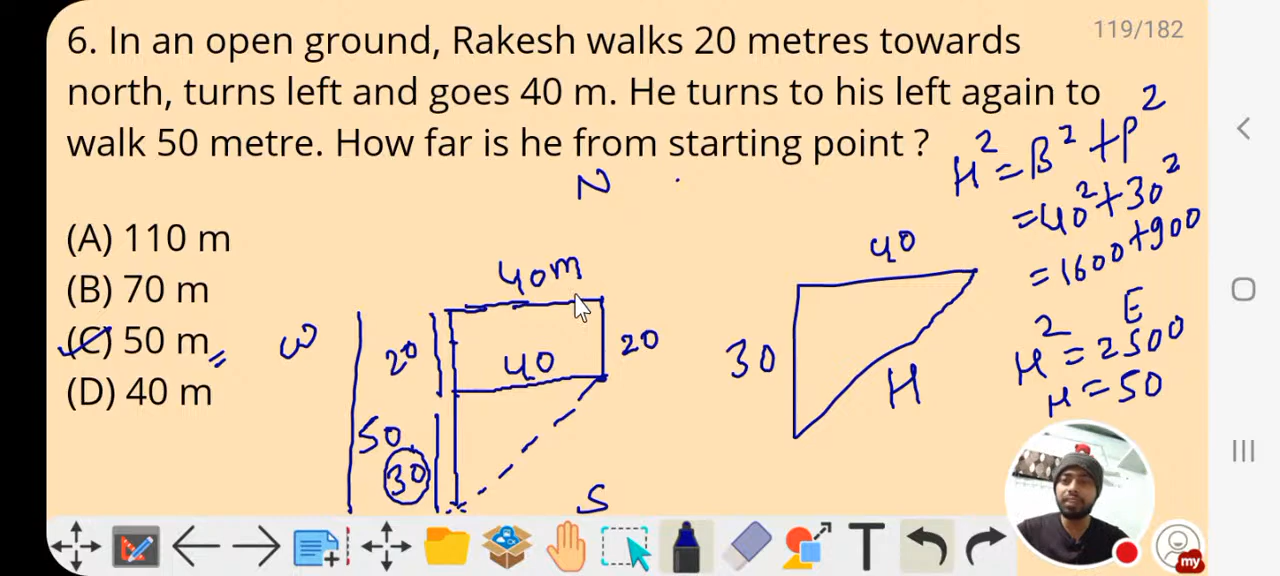 119/182
6. In an open ground, Rakesh walks 20 metres towards
north, turns left and goes 40 m. He turns to his left again to
walk 50 metre. How far is he from starting point ?
(A) 110 m
(B) 70 m
(C) 50 m
(D) 40 m
N
40m
20
40
20
W
50
30
S
40
30
H
E
H² = B² + P²
= 40² + 30²
= 1600 + 900
H² = 2500
H = 50
T
my